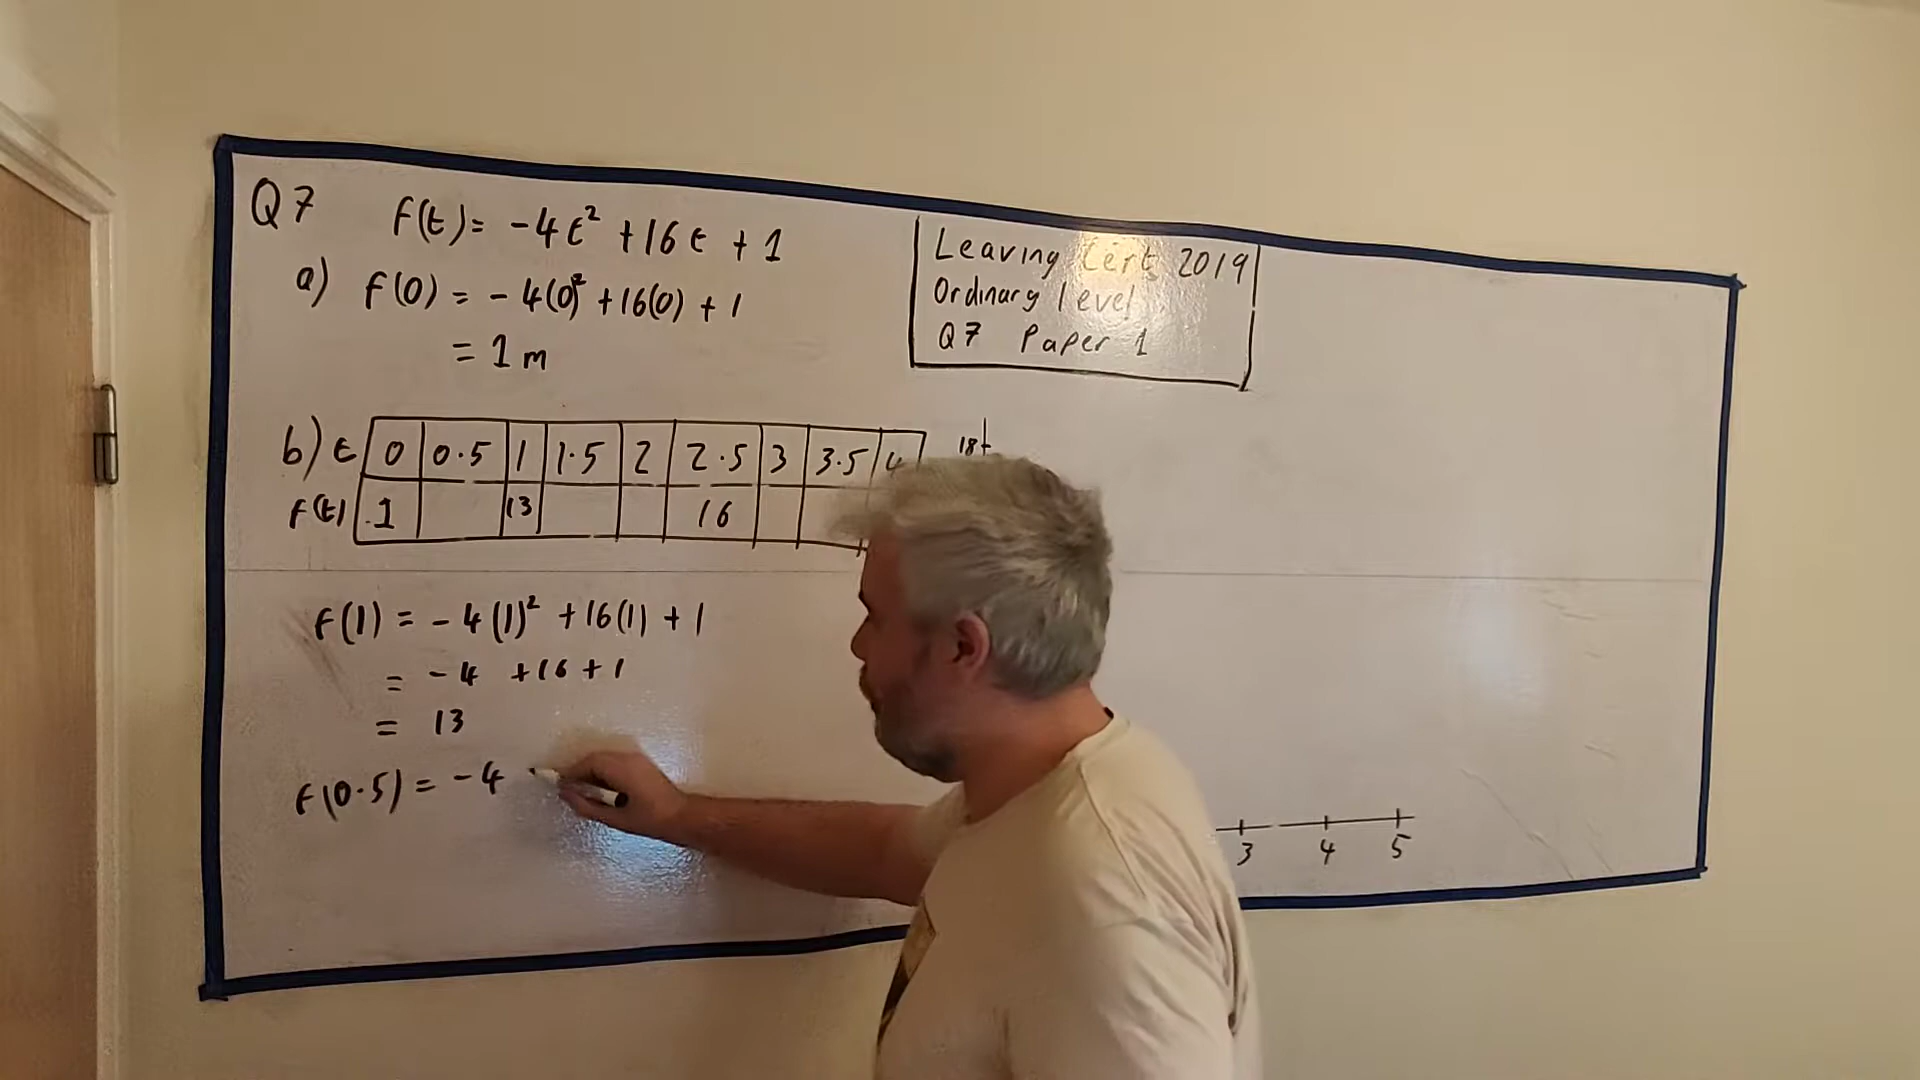 Q7 f(t) = -4t² +16t + 1
a) f(0) = -4(0)² +16(0) + 1
= 1m
Leaving Cert 2019
Ordinary level
Q7 Paper 1
b) t 0 0.5 1 1.5 2 2.5 3 3.5 4
f(t) 1 13 16
18
f(1) = -4(1)² +16(1) + 1
= -4 +16 + 1
= 13
f(0.5) = -4
3 4 5